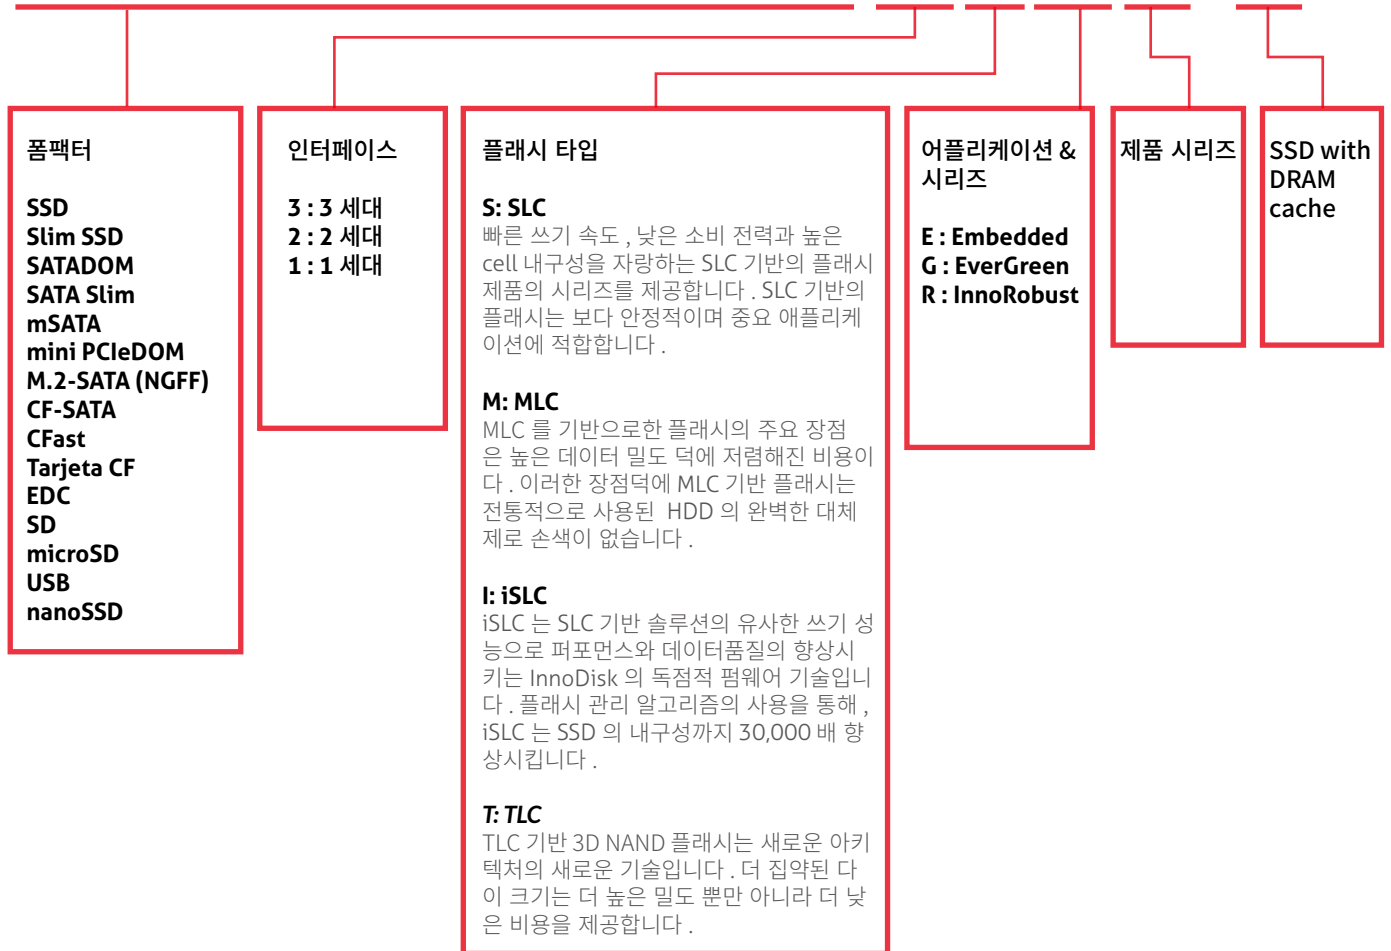 폼팩터
SSD
Slim SSD
SATADOM
SATA Slim
mSATA
mini PCIeDOM
M.2-SATA (NGFF)
CF-SATA
CFast
Tarjeta CF
EDC
SD
microSD
USB
nanoSSD
인터페이스
3 : 3 세대
2 : 2 세대
1 : 1 세대
플래시 타입
S: SLC
빠른 쓰기 속도 , 낮은 소비 전력과 높은
cell 내구성을 자랑하는 SLC 기반의 플래시
제품의 시리즈를 제공합니다 . SLC 기반의
플래시는 보다 안정적이며 중요 애플리케
이션에 적합합니다 .
M: MLC
MLC 를 기반으로한 플래시의 주요 장점
은 높은 데이터 밀도 덕에 저렴해진 비용이
다 . 이러한 장점덕에 MLC 기반 플래시는
전통적으로 사용된 HDD 의 완벽한 대체
제로 손색이 없습니다 .
I: iSLC
iSLC 는 SLC 기반 솔루션의 유사한 쓰기 성
능으로 퍼포먼스와 데이터품질의 향상시
키는 InnoDisk 의 독점적 펌웨어 기술입니
다 . 플래시 관리 알고리즘의 사용을 통해 ,
iSLC 는 SSD 의 내구성까지 30,000 배 향
상시킵니다 .
T: TLC
TLC 기반 3D NAND 플래시는 새로운 아키
텍처의 새로운 기술입니다 . 더 집약된 다
이 크기는 더 높은 밀도 뿐만 아니라 더 낮
은 비용을 제공합니다 .
어플리케이션 &
시리즈
E : Embedded
G : EverGreen
R : InnoRobust
제품 시리즈
SSD with
DRAM
cache